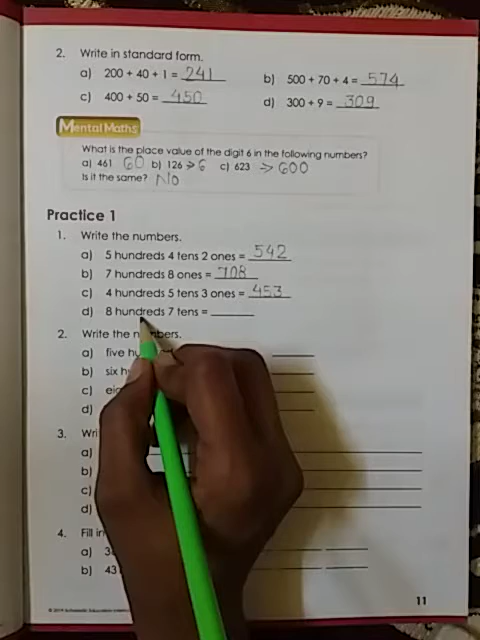 2. Write in standard form.
a) 200 + 40 + 1 = 241 b) 500 + 70 + 4 = 574
c) 400 + 50 = 450 d) 300 + 9 = 309
Mental Maths
What is the place value of the digit 6 in the following numbers?
a) 461 60 b) 126 → 6 c) 623 → 600
Is it the same? No
Practice 1
1. Write the numbers.
a) 5 hundreds 4 tens 2 ones = 542
b) 7 hundreds 8 ones = 708
c) 4 hundreds 5 tens 3 ones = 453
d) 8 hundreds 7 tens =
2. Write the numbers.
a) five
b) six
c)
d)
3.
a)
b)
c)
d)
4. Fill in
a)
b) 43
11